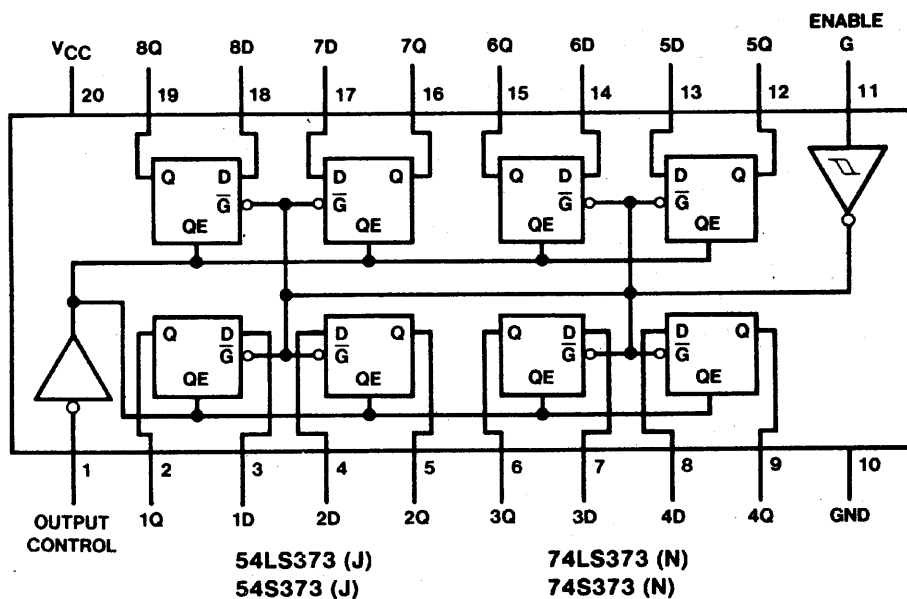 ENABLE
VCC 8Q 8D 7D 7Q 6Q 6D 5D 5Q G
20 19 18 17 16 15 14 13 12 11
Q D D Q Q D D Q
G G G G
QE QE QE QE
Q D D Q Q D D Q
G G G G
QE QE QE QE
1 2 3 4 5 6 7 8 9 10
OUTPUT CONTROL 1Q 1D 2D 2Q 3Q 3D 4D 4Q GND
54LS373 (J) 74LS373 (N)
54S373 (J) 74S373 (N)